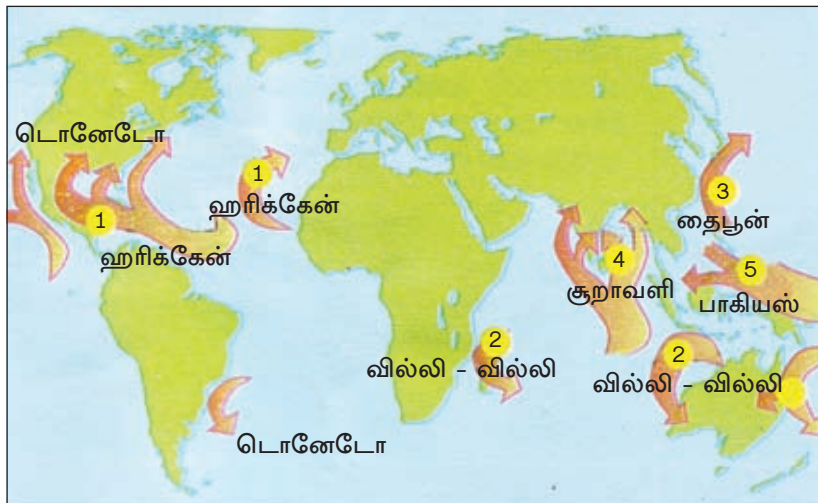 டொனேடோ
1
ஹரிக்கேன்
1
ஹரிக்கேன்
3
தைபூன்
4
சூறாவளி
5
பாகியஸ்
2
வில்லி – வில்லி
2
வில்லி – வில்லி
டொனேடோ